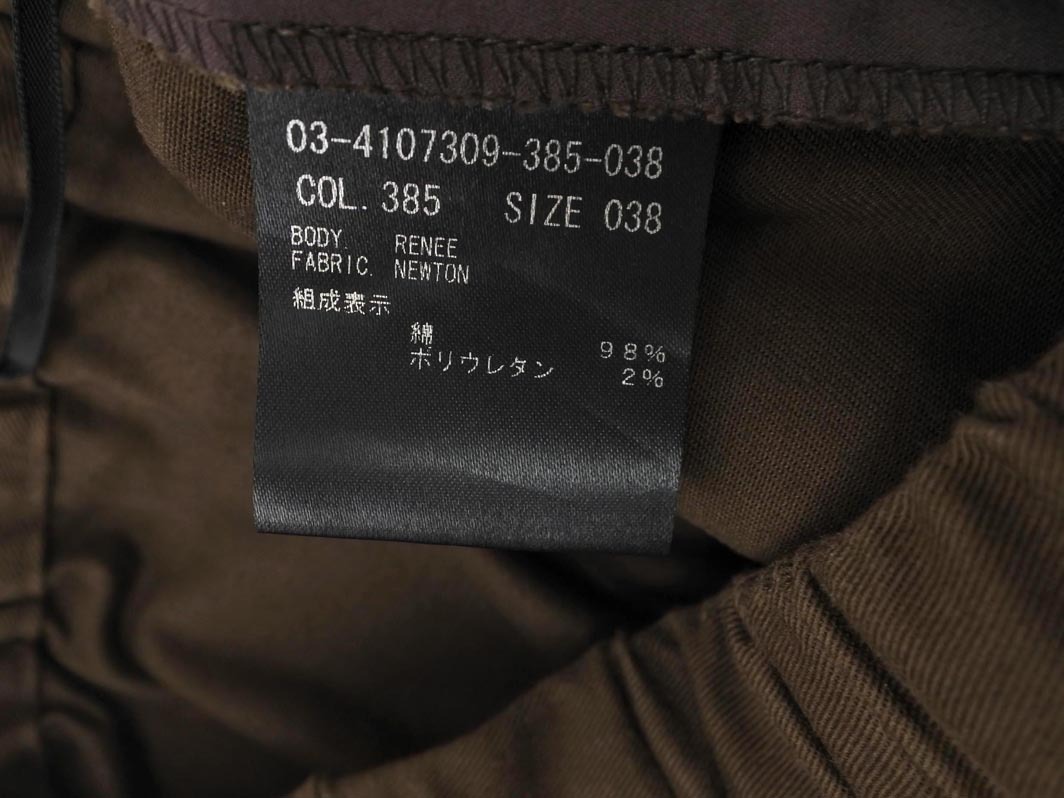 03-4107309-385-038
COL. 385 SIZE 038
BODY. RENEE
FABRIC. NEWTON
組成表示
綿 98%
ポリウレタン 2%